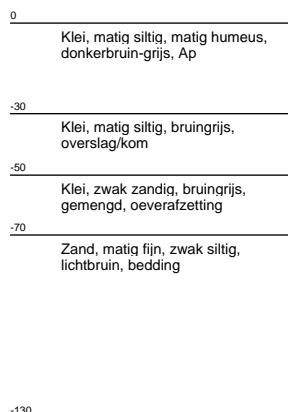 0
Klei, matig siltig, matig humeus,
donkerbruin-grijs, Ap
-30
Klei, matig siltig, bruingrijs,
overslag/kom
-50
Klei, zwak zandig, bruingrijs,
gemengd, oeverafzetting
-70
Zand, matig fijn, zwak siltig,
lichtbruin, bedding
-130